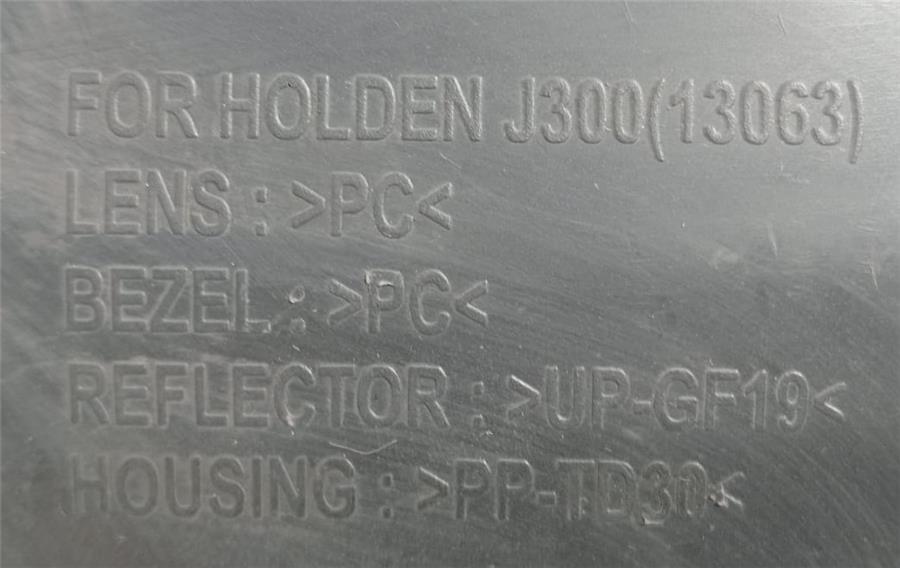 FOR HOLDEN J300(13063)
LENS : >PC<
BEZEL : >PC<
REFLECTOR : >UP-GF19<
HOUSING : >PP-TD30<